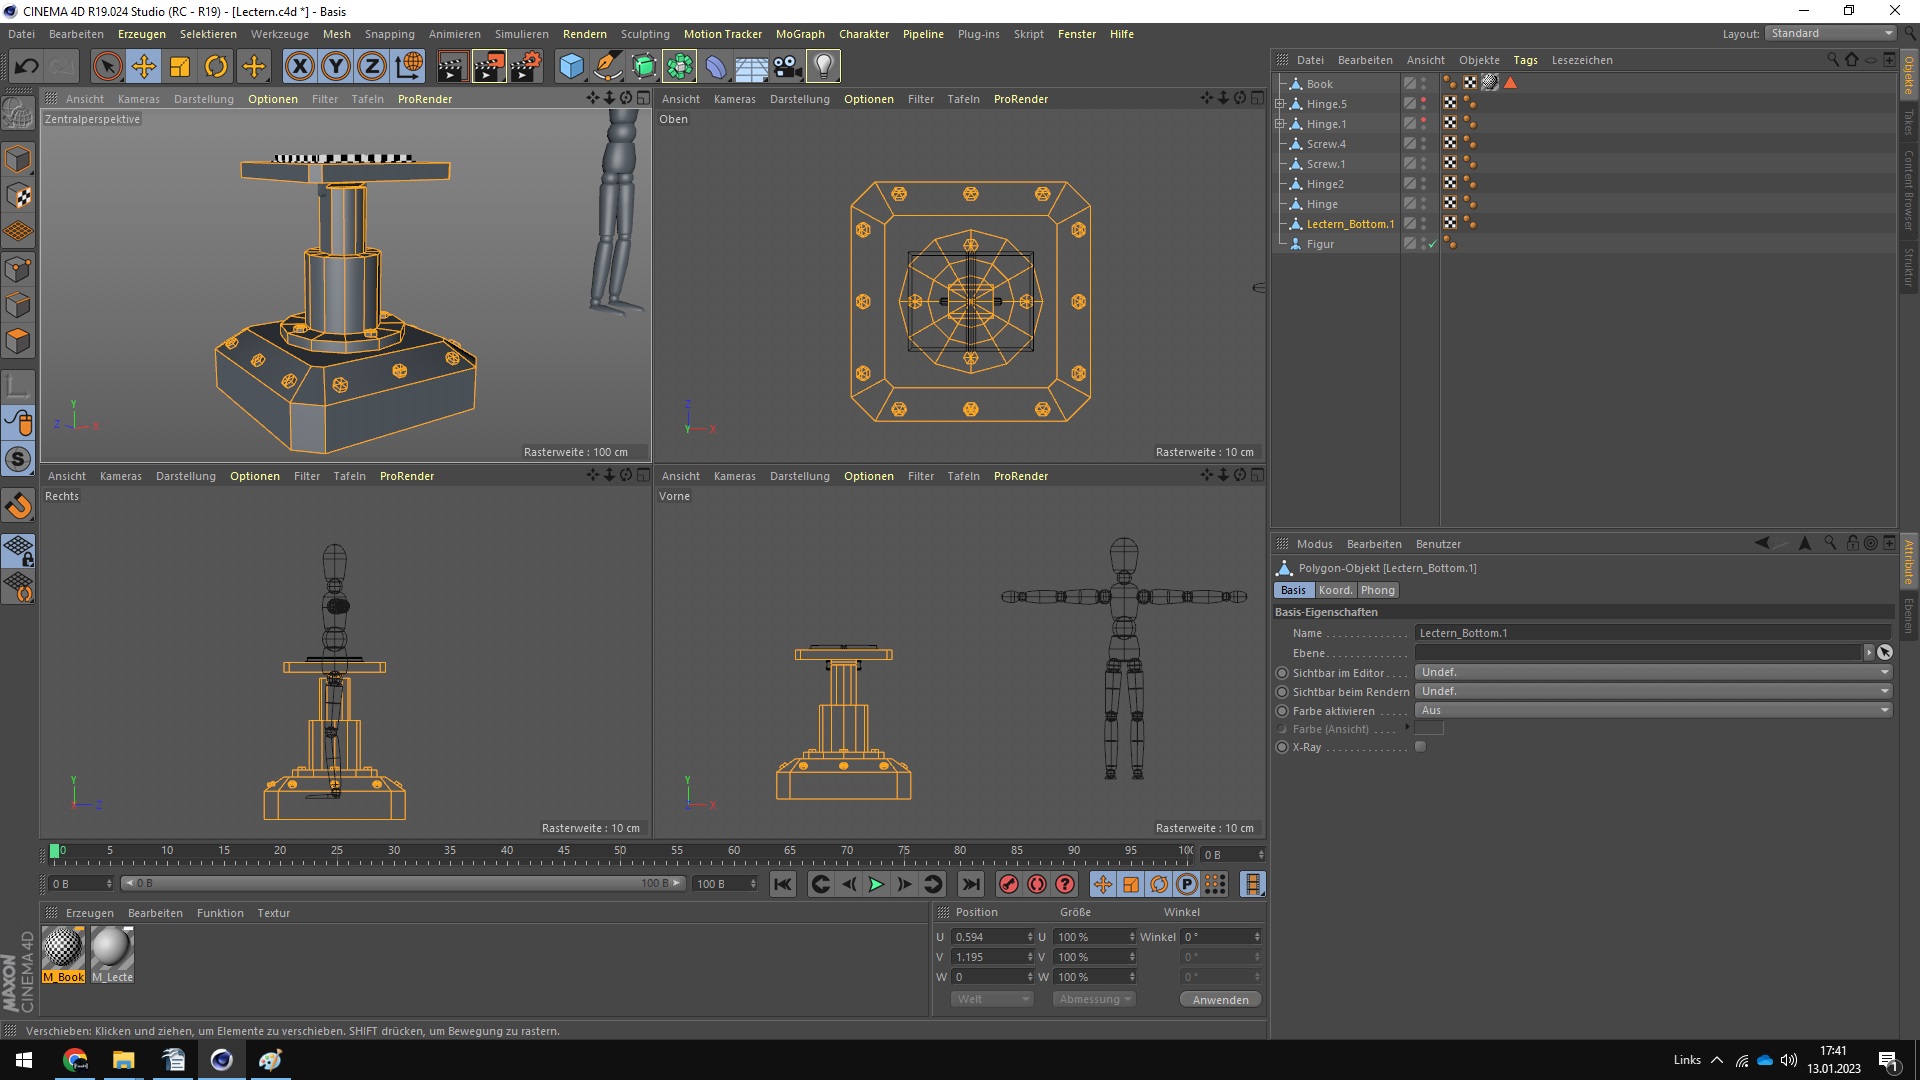 CINEMA 4D R19.024 Studio (RC - R19) - [Lectern.c4d *] - Basis
Datei Bearbeiten Erzeugen Selektieren Werkzeuge Mesh Snapping Animieren Simulieren Rendern Sculpting Motion Tracker MoGraph Charakter Pipeline Plug-ins Skript Fenster Hilfe
Layout: Standard
X Y Z
Ansicht Kameras Darstellung Optionen Filter Tafeln ProRender
Zentralperspektive
Y
Z X
Rasterweite : 100 cm
Ansicht Kameras Darstellung Optionen Filter Tafeln ProRender
Oben
Z
Y X
Rasterweite : 10 cm
Ansicht Kameras Darstellung Optionen Filter Tafeln ProRender
Rechts
Y
X Z
Rasterweite : 10 cm
Ansicht Kameras Darstellung Optionen Filter Tafeln ProRender
Vorne
Y
Z X
Rasterweite : 10 cm
S
Datei Bearbeiten Ansicht Objekte Tags Lesezeichen
Book
Hinge.5
Hinge.1
Screw.4
Screw.1
Hinge2
Hinge
Lectern_Bottom.1
Figur
Objekte
Takes
Content Browser
Struktur
Modus Bearbeiten Benutzer
Polygon-Objekt [Lectern_Bottom.1]
Basis Koord. Phong
Basis-Eigenschaften
Name Lectern_Bottom.1
Ebene
Sichtbar im Editor Undef.
Sichtbar beim Rendern Undef.
Farbe aktivieren Aus
Farbe (Ansicht)
X-Ray
Attribute
Ebenen
0 5 10 15 20 25 30 35 40 45 50 55 60 65 70 75 80 85 90 95 100
0 B
0 B 0 B 100 B 100 B
P
Erzeugen Bearbeiten Funktion Textur
M_Book M_Lecte
Position Größe Winkel
U 0.594 U 100 % Winkel 0 °
V 1.195 V 100 % 0 °
W 0 W 100 % 0 °
Welt Abmessung Anwenden
MAXON
CINEMA 4D
Verschieben: Klicken und ziehen, um Elemente zu verschieben. SHIFT drücken, um Bewegung zu rastern.
Links
17:41
13.01.2023
1